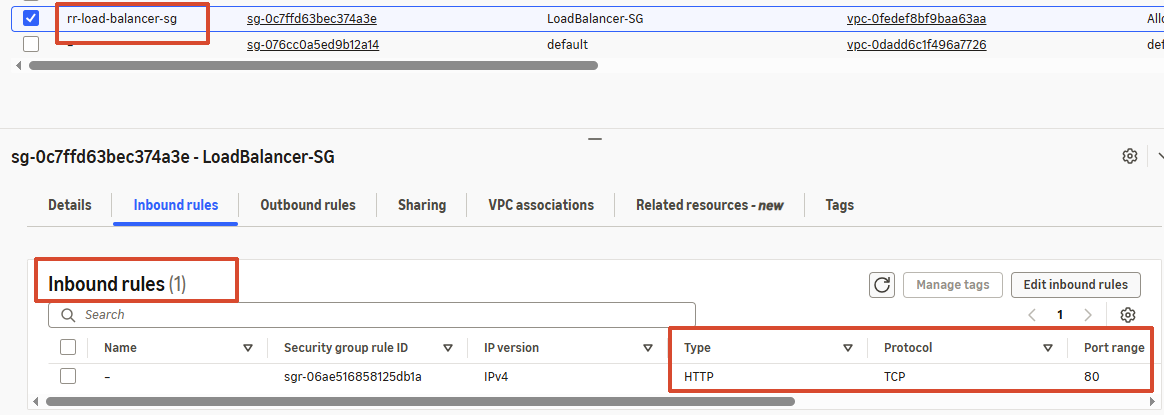 rr-load-balancer-sg sg-0c7ffd63bec374a3e LoadBalancer-SG vpc-0fedef8bf9baa63aa Allo
– sg-076cc0a5ed9b12a14 default vpc-0dadd6c1f496a7726 def
sg-0c7ffd63bec374a3e - LoadBalancer-SG
Details Inbound rules Outbound rules Sharing VPC associations Related resources - new Tags
Inbound rules (1)
Manage tags Edit inbound rules
Search
1
Name Security group rule ID IP version Type Protocol Port range
– sgr-06ae516858125db1a IPv4 HTTP TCP 80